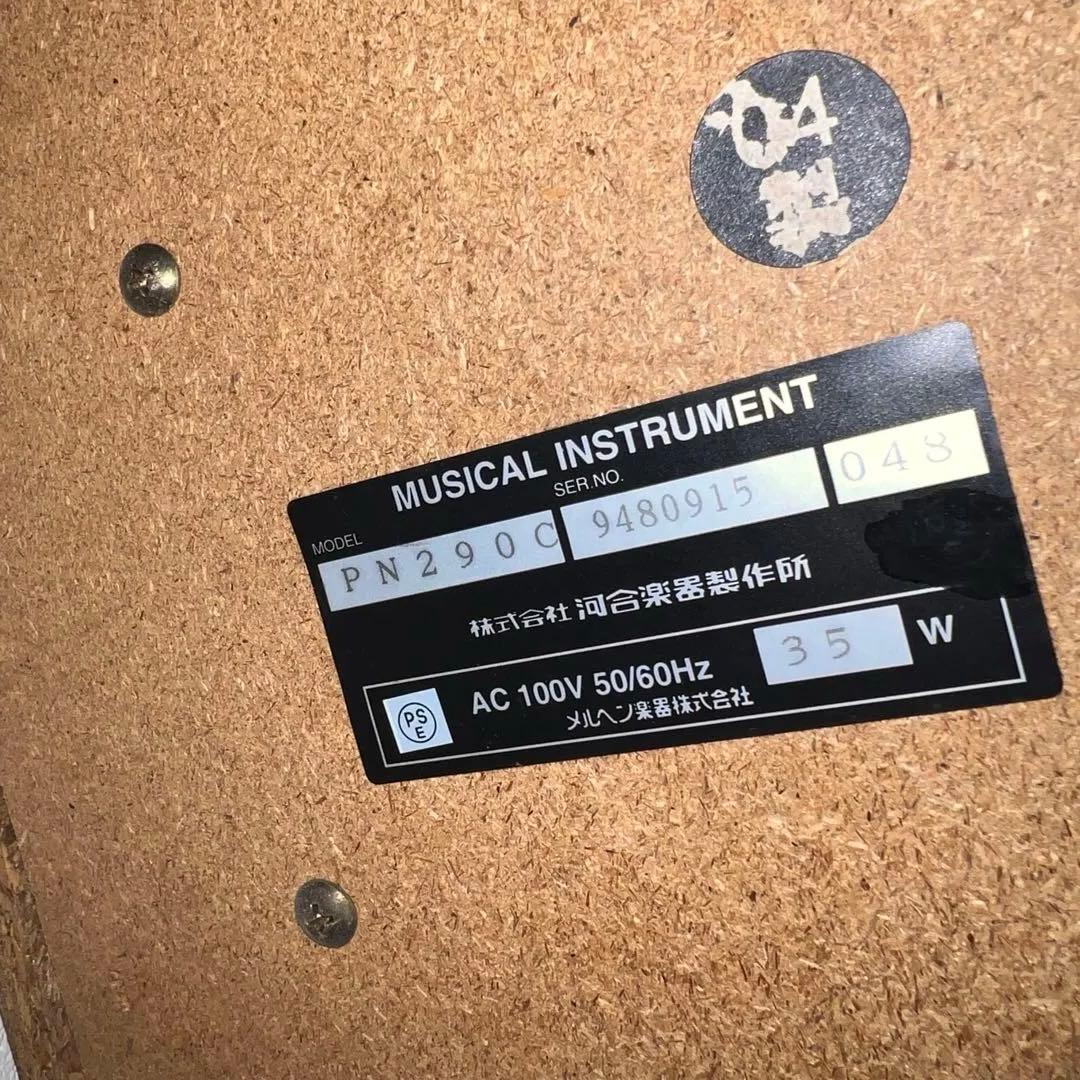 '04
製
MUSICAL INSTRUMENT
MODEL
SER.NO.
PN290C
9480915
048
株式会社 河合楽器製作所
PS
E
AC 100V 50/60Hz
35 W
メルヘン楽器株式会社